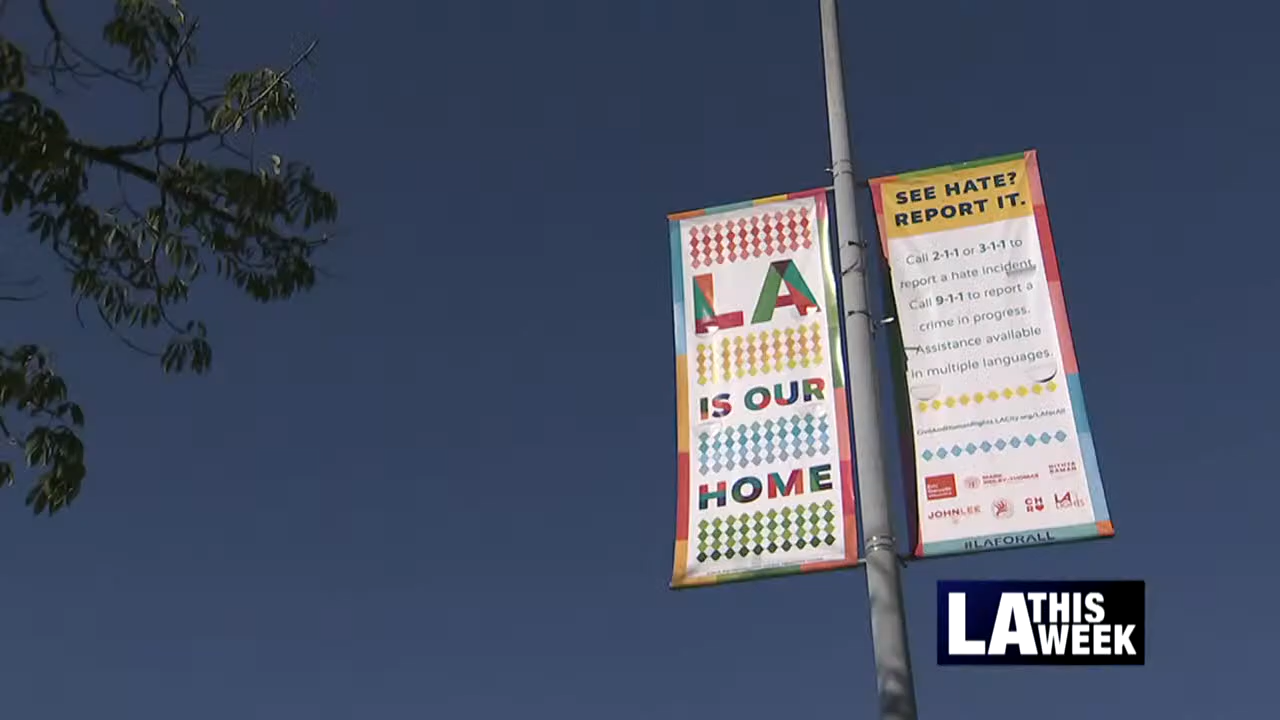 LA
IS OUR
HOME
SEE HATE?
REPORT IT.
Call 2-1-1 or 3-1-1 to
report a hate incident.
Call 9-1-1 to report a
crime in progress.
Assistance available
in multiple languages.
CivilAndHumanRights.LACity.org/LAforAll
MARK
RIDLEY-THOMAS
NITHYA
RAMAN
JOHN LEE
LA
LIGHTS
#LAFORALL
LA THIS
WEEK